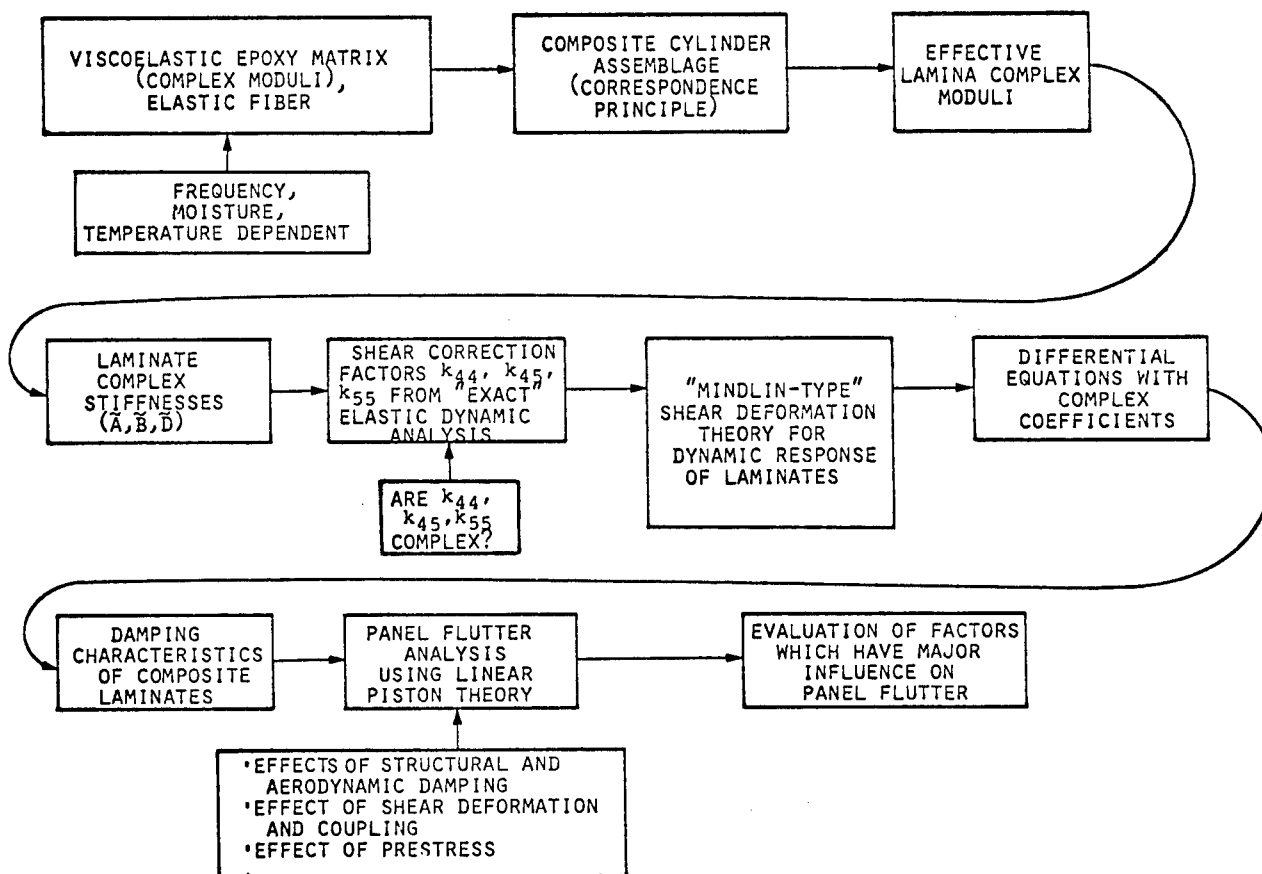 VISCOELASTIC EPOXY MATRIX
(COMPLEX MODULI),
ELASTIC FIBER
COMPOSITE CYLINDER
ASSEMBLAGE
(CORRESPONDENCE
PRINCIPLE)
EFFECTIVE
LAMINA COMPLEX
MODULI
FREQUENCY,
MOISTURE,
TEMPERATURE DEPENDENT
LAMINATE
COMPLEX
STIFFNESSES
(Ã,B̃,D̃)
SHEAR CORRECTION
FACTORS k44, k45,
k55 FROM "EXACT"
ELASTIC DYNAMIC
ANALYSIS
"MINDLIN-TYPE"
SHEAR DEFORMATION
THEORY FOR
DYNAMIC RESPONSE
OF LAMINATES
DIFFERENTIAL
EQUATIONS WITH
COMPLEX
COEFFICIENTS
ARE k44,
k45,k55
COMPLEX?
DAMPING
CHARACTERISTICS
OF COMPOSITE
LAMINATES
PANEL FLUTTER
ANALYSIS
USING LINEAR
PISTON THEORY
EVALUATION OF FACTORS
WHICH HAVE MAJOR
INFLUENCE ON
PANEL FLUTTER
•EFFECTS OF STRUCTURAL AND
AERODYNAMIC DAMPING
•EFFECT OF SHEAR DEFORMATION
AND COUPLING
•EFFECT OF PRESTRESS